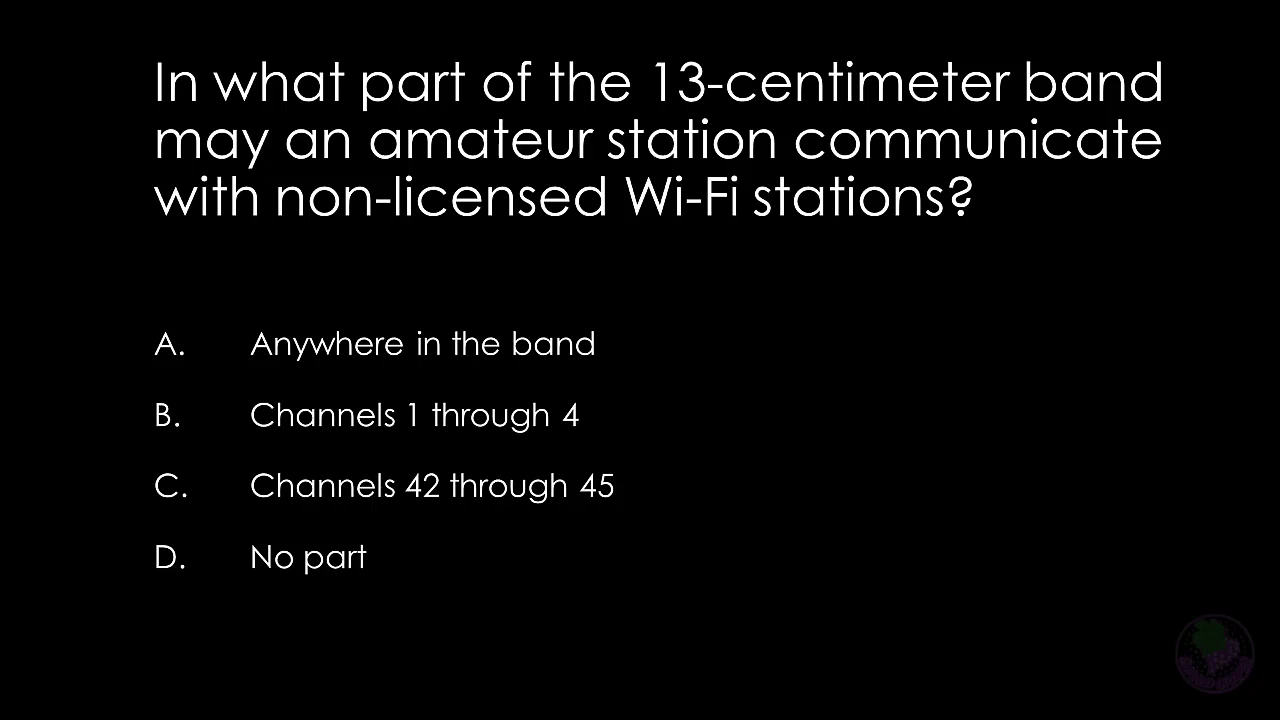 In what part of the 13-centimeter band
may an amateur station communicate
with non-licensed Wi-Fi stations?
A. Anywhere in the band
B. Channels 1 through 4
C. Channels 42 through 45
D. No part